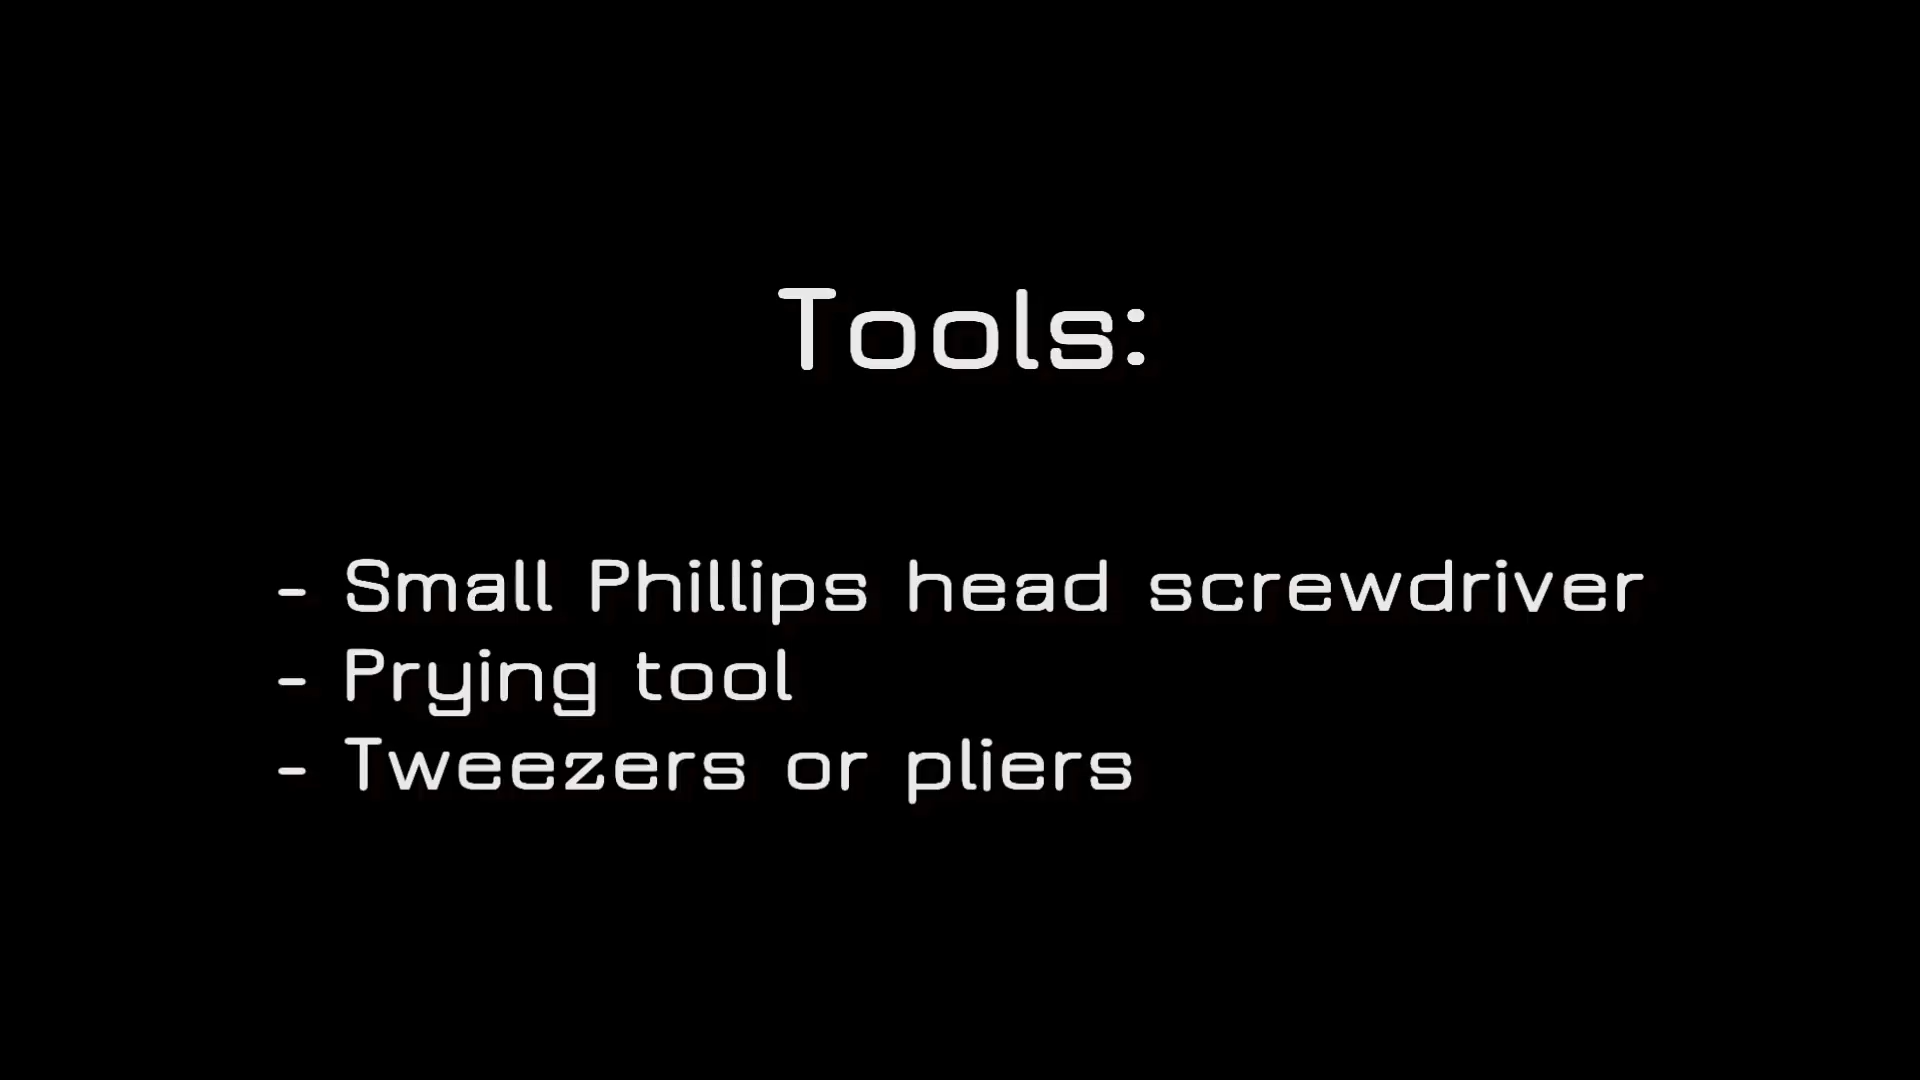 Tools:
- Small Phillips head screwdriver
- Prying tool
- Tweezers or pliers